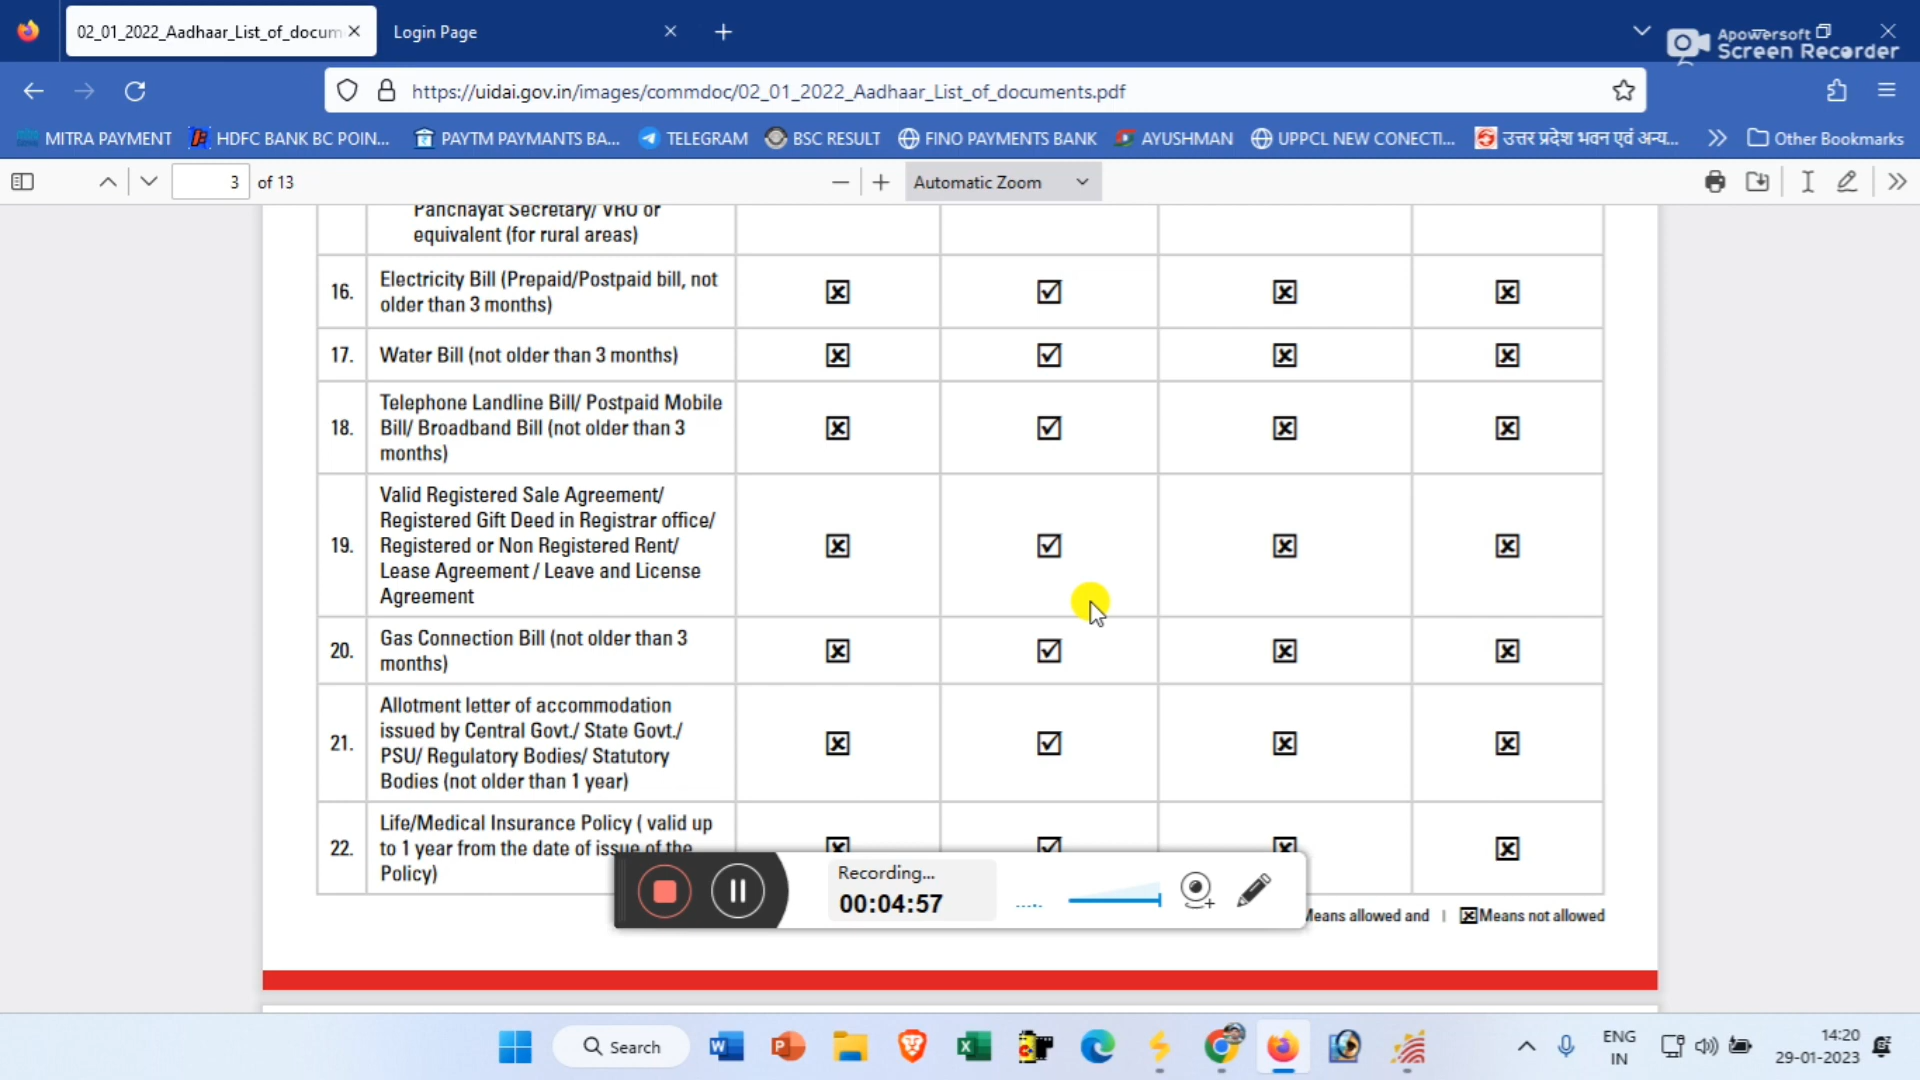 02_01_2022_Aadhaar_List_of_docum
Login Page
Apowersoft
Screen Recorder
https://uidai.gov.in/images/commdoc/02_01_2022_Aadhaar_List_of_documents.pdf
MITRA PAYMENT
HDFC BANK BC POIN...
PAYTM PAYMANTS BA...
TELEGRAM
BSC RESULT
FINO PAYMENTS BANK
AYUSHMAN
UPPCL NEW CONECTI...
उत्तर प्रदेश भवन एवं अन्य...
Other Bookmarks
3 of 13
Automatic Zoom
Panchayat Secretary/ VRO or
equivalent (for rural areas)
16.
Electricity Bill (Prepaid/Postpaid bill, not
older than 3 months)
17.
Water Bill (not older than 3 months)
18.
Telephone Landline Bill/ Postpaid Mobile
Bill/ Broadband Bill (not older than 3
months)
19.
Valid Registered Sale Agreement/
Registered Gift Deed in Registrar office/
Registered or Non Registered Rent/
Lease Agreement / Leave and License
Agreement
20.
Gas Connection Bill (not older than 3
months)
21.
Allotment letter of accommodation
issued by Central Govt./ State Govt./
PSU/ Regulatory Bodies/ Statutory
Bodies (not older than 1 year)
22.
Life/Medical Insurance Policy ( valid up
to 1 year from the date of issue of the
Policy)
Recording...
00:04:57
Means allowed and | Means not allowed
Search
ENG
IN
14:20
29-01-2023